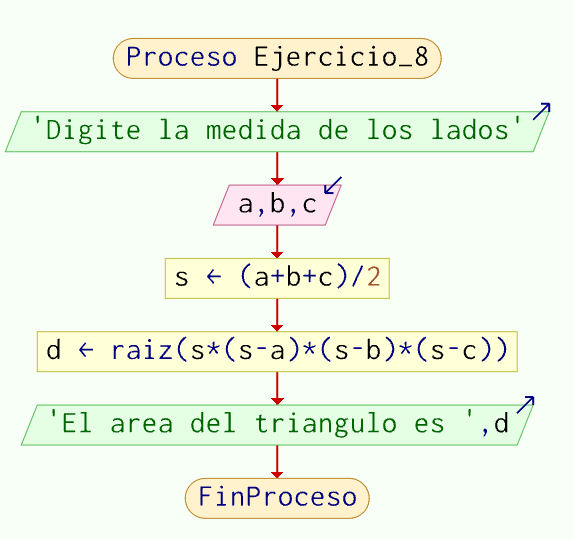 Proceso Ejercicio_8
'Digite la medida de los lados'
a,b,c
s ← (a+b+c)/2
d ← raiz(s*(s-a)*(s-b)*(s-c))
'El area del triangulo es ',d
FinProceso